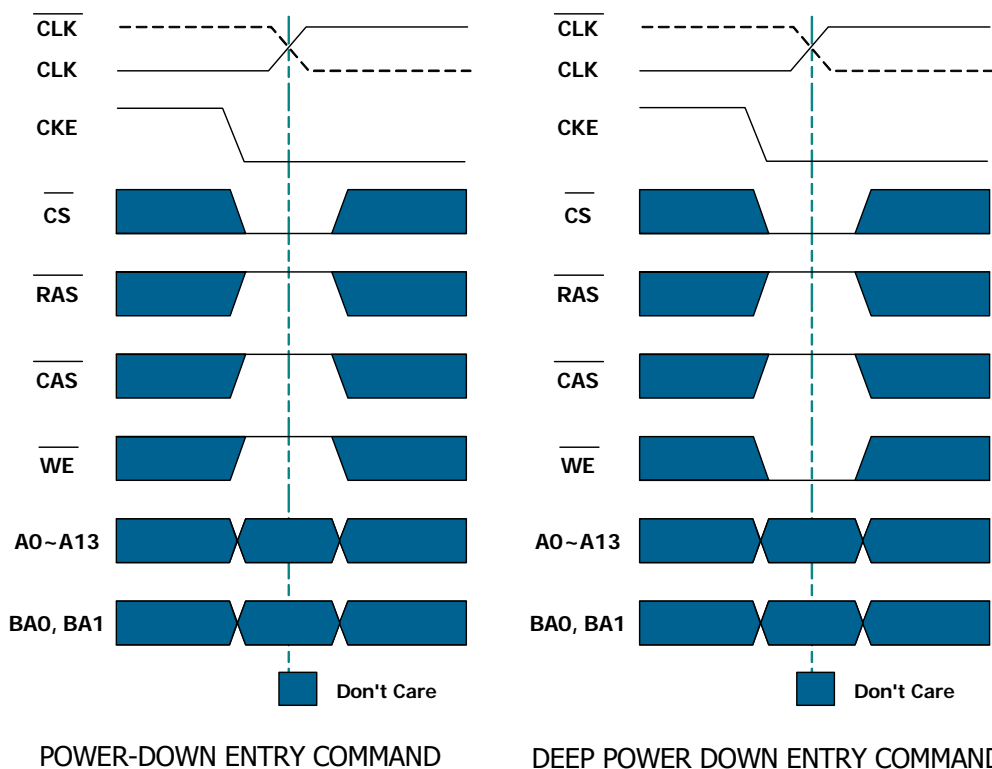 CLK
CLK
CKE
CS
RAS
CAS
WE
A0~A13
BA0, BA1
Don't Care
POWER-DOWN ENTRY COMMAND
CLK
CLK
CKE
CS
RAS
CAS
WE
A0~A13
BA0, BA1
Don't Care
DEEP POWER DOWN ENTRY COMMAND